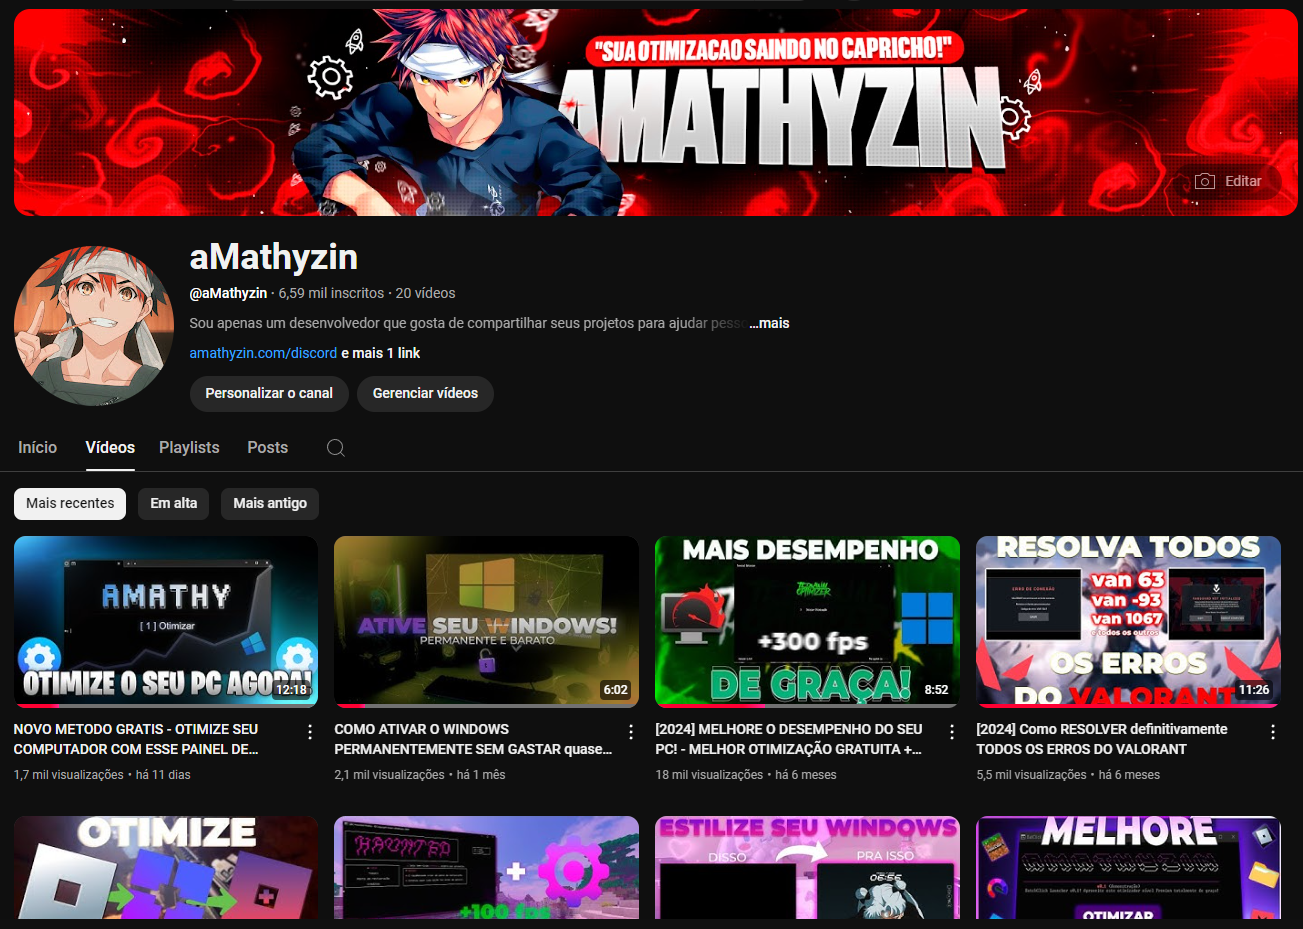 "SUA OTIMIZACAO SAINDO NO CAPRICHO!"
AMATHYZIN
Editar
aMathyzin
@aMathyzin • 6,59 mil inscritos • 20 vídeos
Sou apenas um desenvolvedor que gosta de compartilhar seus projetos para ajudar ...mais
amathyzin.com/discord e mais 1 link
Personalizar o canal
Gerenciar vídeos
Início
Vídeos
Playlists
Posts
Mais recentes
Em alta
Mais antigo
AMATHY
[ 1 ] Otimizar
OTIMIZE O SEU PC AGORA!
12:18
ATIVE SEU WINDOWS!
PERMANENTE E BARATO
6:02
MAIS DESEMPENHO
+300 fps
DE GRAÇA!
8:52
RESOLVA TODOS
van 63
van -93
van 1067
e todos os outros
OS ERROS
DO VALORANT
11:26
NOVO METODO GRATIS - OTIMIZE SEU
COMPUTADOR COM ESSE PAINEL DE...
1,7 mil visualizações • há 11 dias
COMO ATIVAR O WINDOWS
PERMANENTEMENTE SEM GASTAR quase...
2,1 mil visualizações • há 1 mês
[2024] MELHORE O DESEMPENHO DO SEU
PC! - MELHOR OTIMIZAÇÃO GRATUITA +...
18 mil visualizações • há 6 meses
[2024] Como RESOLVER definitivamente
TODOS OS ERROS DO VALORANT
5,5 mil visualizações • há 6 meses
OTIMIZE
HAUNTED
+100 fps
ESTILIZE SEU WINDOWS
DISSO
PRA ISSO
06:56
MELHORE
OTIMIZAR